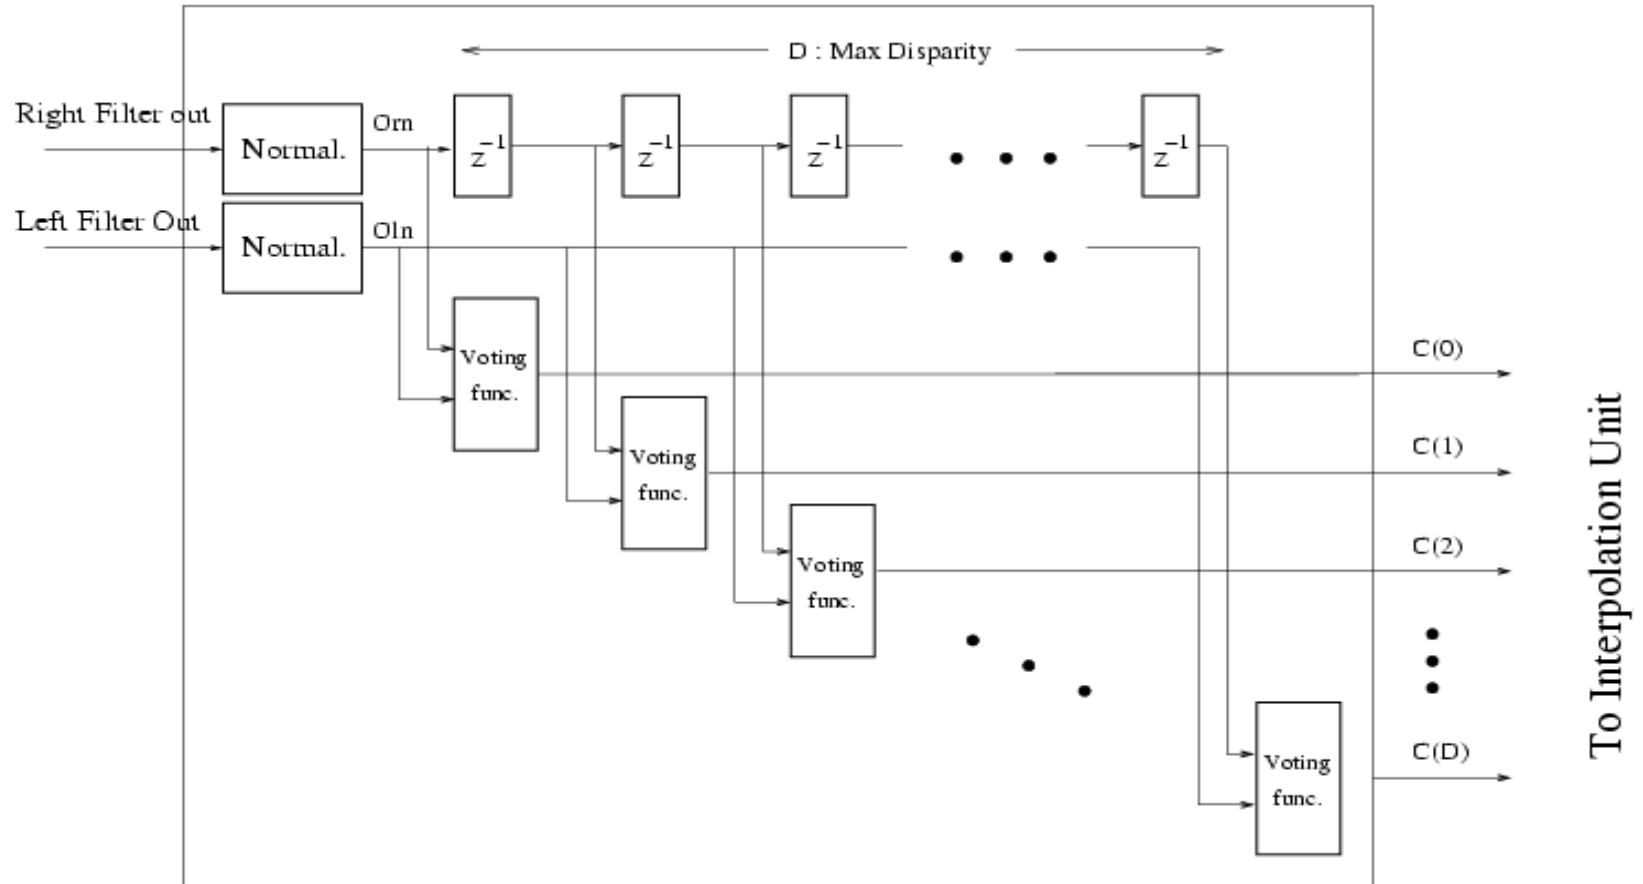 D : Max Disparity
Right Filter out
Normal.
Orn
z-1
z-1
z-1
z-1
Left Filter Out
Normal.
Oln
Voting
func.
C(0)
Voting
func.
C(1)
Voting
func.
C(2)
Voting
func.
C(D)
To Interpolation Unit